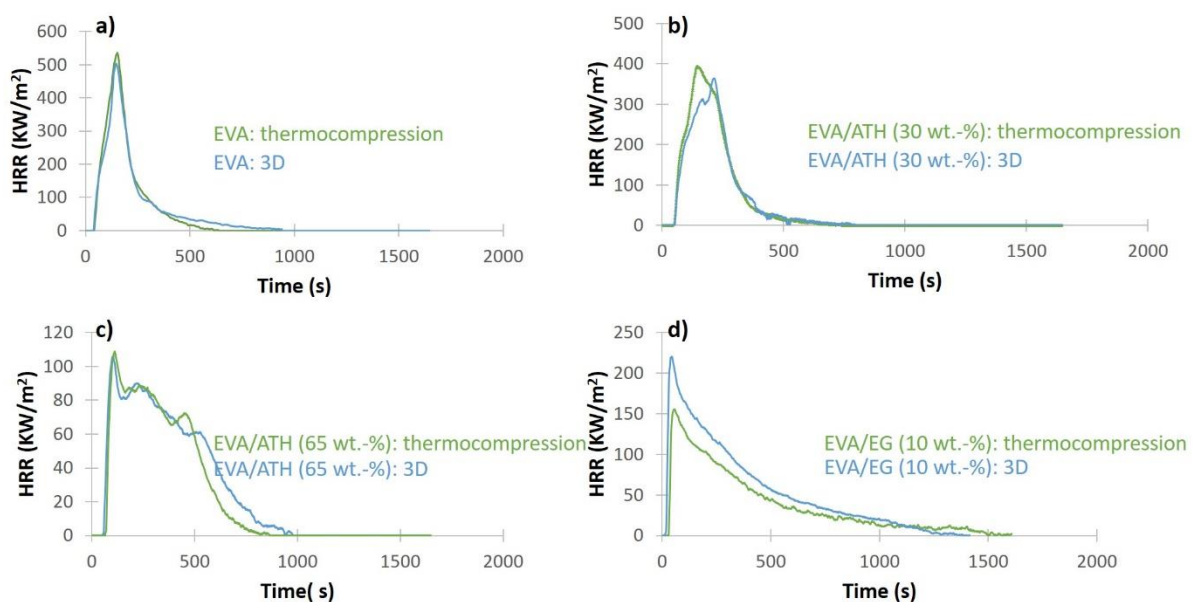 a)
600
500
400
300
200
100
0
HRR (KW/m²)
EVA: thermocompression
EVA: 3D
0 500 1000 1500 2000
Time (s)
b)
500
400
300
200
100
0
HRR (KW/m²)
EVA/ATH (30 wt.-%): thermocompression
EVA/ATH (30 wt.-%): 3D
0 500 1000 1500 2000
Time (s)
c)
120
100
80
60
40
20
0
HRR (KW/m²)
EVA/ATH (65 wt.-%): thermocompression
EVA/ATH (65 wt.-%): 3D
0 500 1000 1500 2000
Time( s)
d)
250
200
150
100
50
0
HRR (KW/m²)
EVA/EG (10 wt.-%): thermocompression
EVA/EG (10 wt.-%): 3D
0 500 1000 1500 2000
Time (s)